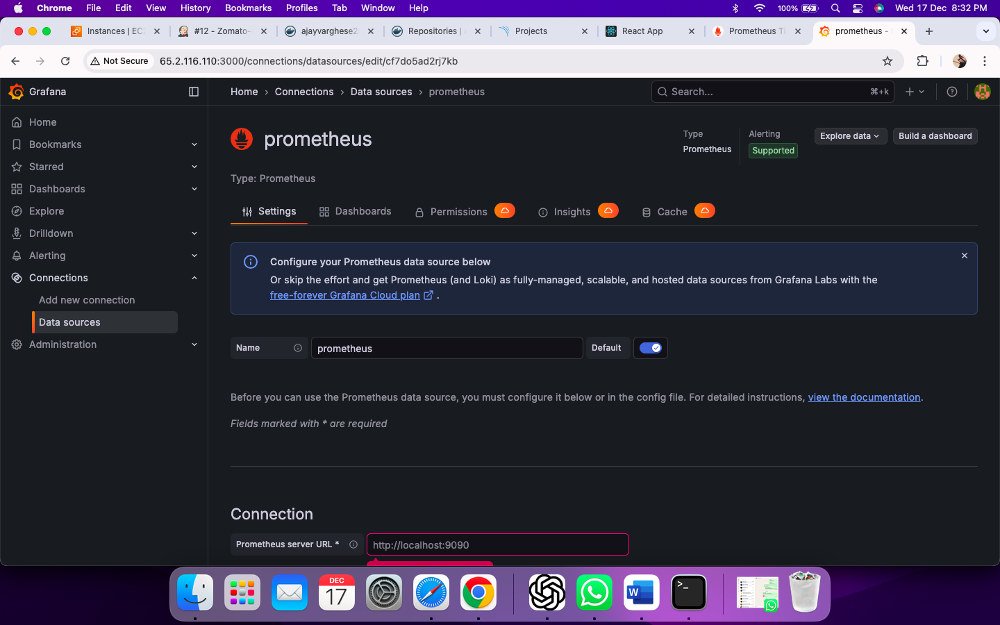 Chrome File Edit View History Bookmarks Profiles Tab Window Help 100% Wed 17 Dec 8:32 PM
Instances | EC2 #12 - Zomato- ajayvarghese2 Repositories | Projects React App Prometheus Ti prometheus -
Not Secure 65.2.116.110:3000/connections/datasources/edit/cf7do5ad2rj7kb
Grafana
Home › Connections › Data sources › prometheus
Search... ⌘+k
Home
Bookmarks
Starred
Dashboards
Explore
Drilldown
Alerting
Connections
Add new connection
Data sources
Administration
prometheus
Type
Prometheus
Alerting
Supported
Explore data
Build a dashboard
Type: Prometheus
Settings Dashboards Permissions Insights Cache
Configure your Prometheus data source below
Or skip the effort and get Prometheus (and Loki) as fully-managed, scalable, and hosted data sources from Grafana Labs with the
free-forever Grafana Cloud plan .
Name prometheus Default
Before you can use the Prometheus data source, you must configure it below or in the config file. For detailed instructions, view the documentation.
Fields marked with * are required
Connection
Prometheus server URL * http://localhost:9090
DEC
17
W
>_